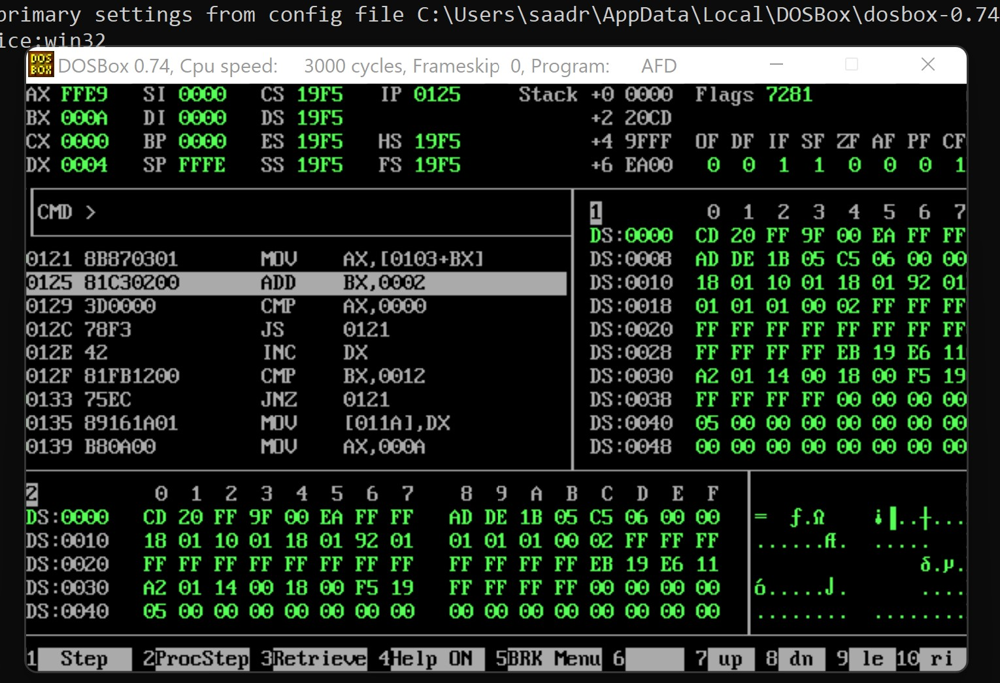 primary settings from config file C:\Users\saadr\AppData\Local\DOSBox\dosbox-0.74
ice:win32
DOS BOX DOSBox 0.74, Cpu speed: 3000 cycles, Frameskip 0, Program: AFD
AX FFE9 SI 0000 CS 19F5 IP 0125 Stack +0 0000 Flags 7281
BX 000A DI 0000 DS 19F5 +2 20CD
CX 0000 BP 0000 ES 19F5 HS 19F5 +4 9FFF OF DF IF SF ZF AF PF CF
DX 0004 SP FFFE SS 19F5 FS 19F5 +6 EA00 0 0 1 1 0 0 0 1
CMD >
0121 8B870301 MOV AX,[0103+BX]
0125 81C30200 ADD BX,0002
0129 3D0000 CMP AX,0000
012C 78F3 JS 0121
012E 42 INC DX
012F 81FB1200 CMP BX,0012
0133 75EC JNZ 0121
0135 89161A01 MOV [011A],DX
0139 B80A00 MOV AX,000A
1 0 1 2 3 4 5 6 7
DS:0000 CD 20 FF 9F 00 EA FF FF
DS:0008 AD DE 1B 05 C5 06 00 00
DS:0010 18 01 10 01 18 01 92 01
DS:0018 01 01 01 00 02 FF FF FF
DS:0020 FF FF FF FF FF FF FF FF
DS:0028 FF FF FF FF EB 19 E6 11
DS:0030 A2 01 14 00 18 00 F5 19
DS:0038 FF FF FF FF 00 00 00 00
DS:0040 05 00 00 00 00 00 00 00
DS:0048 00 00 00 00 00 00 00 00
2 0 1 2 3 4 5 6 7 8 9 A B C D E F
DS:0000 CD 20 FF 9F 00 EA FF FF AD DE 1B 05 C5 06 00 00 = ƒ.Ω ¡▌..┼...
DS:0010 18 01 10 01 18 01 92 01 01 01 01 00 02 FF FF FF ......Æ. .....
DS:0020 FF FF FF FF FF FF FF FF FF FF FF FF EB 19 E6 11 δ.µ.
DS:0030 A2 01 14 00 18 00 F5 19 FF FF FF FF 00 00 00 00 ó.....⌡. ....
DS:0040 05 00 00 00 00 00 00 00 00 00 00 00 00 00 00 00 ........ ........
1 Step 2ProcStep 3Retrieve 4Help ON 5BRK Menu 6 7 up 8 dn 9 le 10 ri